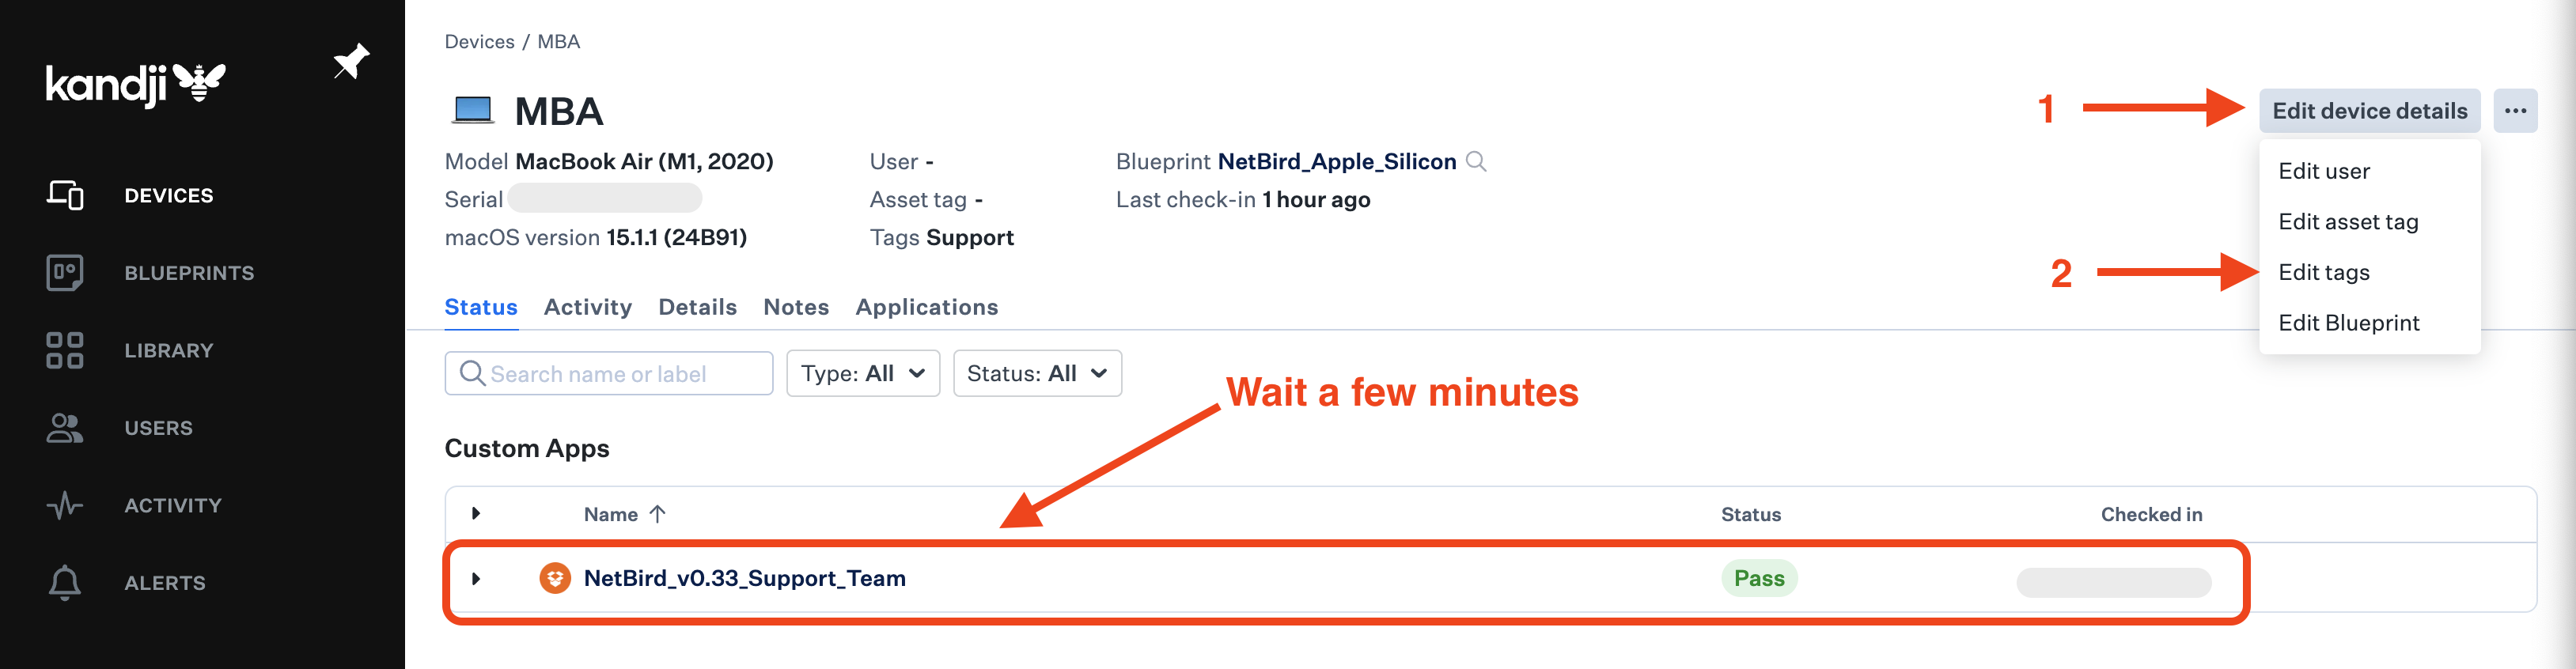 kandji
DEVICES
BLUEPRINTS
LIBRARY
USERS
ACTIVITY
ALERTS
Devices / MBA
MBA
Model MacBook Air (M1, 2020)
Serial
macOS version 15.1.1 (24B91)
User -
Asset tag -
Tags Support
Blueprint NetBird_Apple_Silicon
Last check-in 1 hour ago
1
Edit device details
...
Edit user
Edit asset tag
2
Edit tags
Edit Blueprint
Status Activity Details Notes Applications
Search name or label
Type: All
Status: All
Wait a few minutes
Custom Apps
Name ↑ Status Checked in
NetBird_v0.33_Support_Team Pass